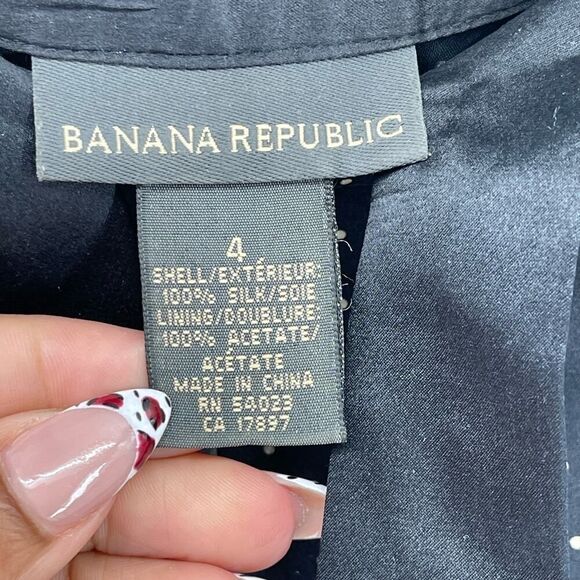 BANANA REPUBLIC
4
SHELL/EXTÉRIEUR:
100% SILK/SOIE
LINING/DOUBLURE:
100% ACETATE/
ACÉTATE
MADE IN CHINA
RN 54023
CA 17897